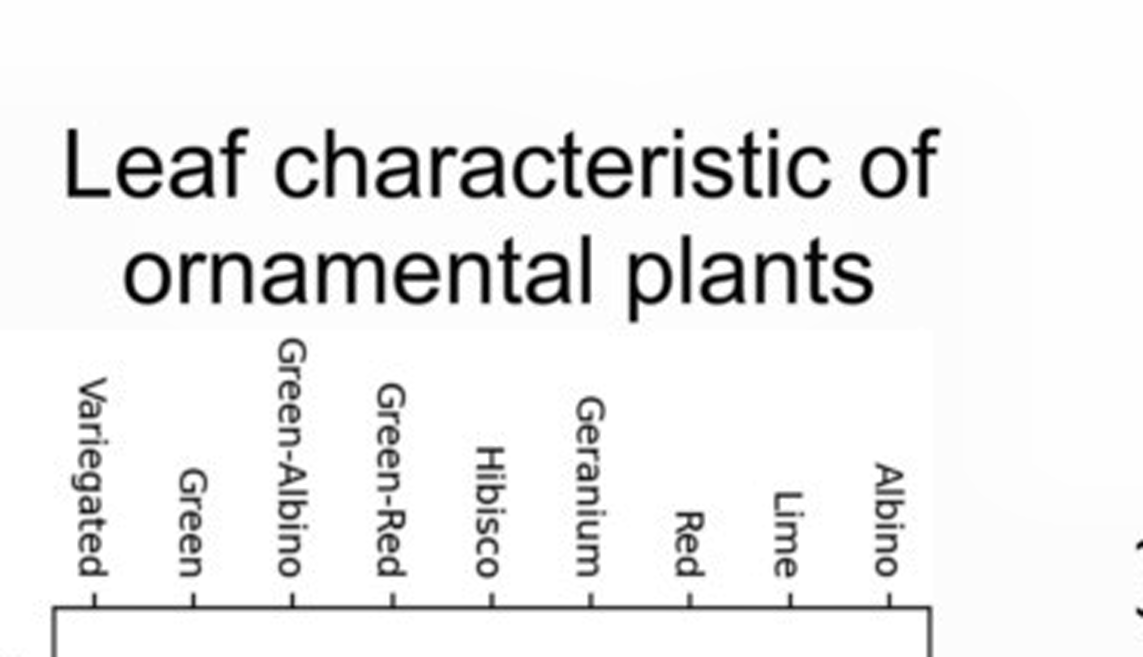 Leaf characteristic of
ornamental plants
Variegated
Green
Green-Albino
Green-Red
Hibisco
Geranium
Red
Lime
Albino